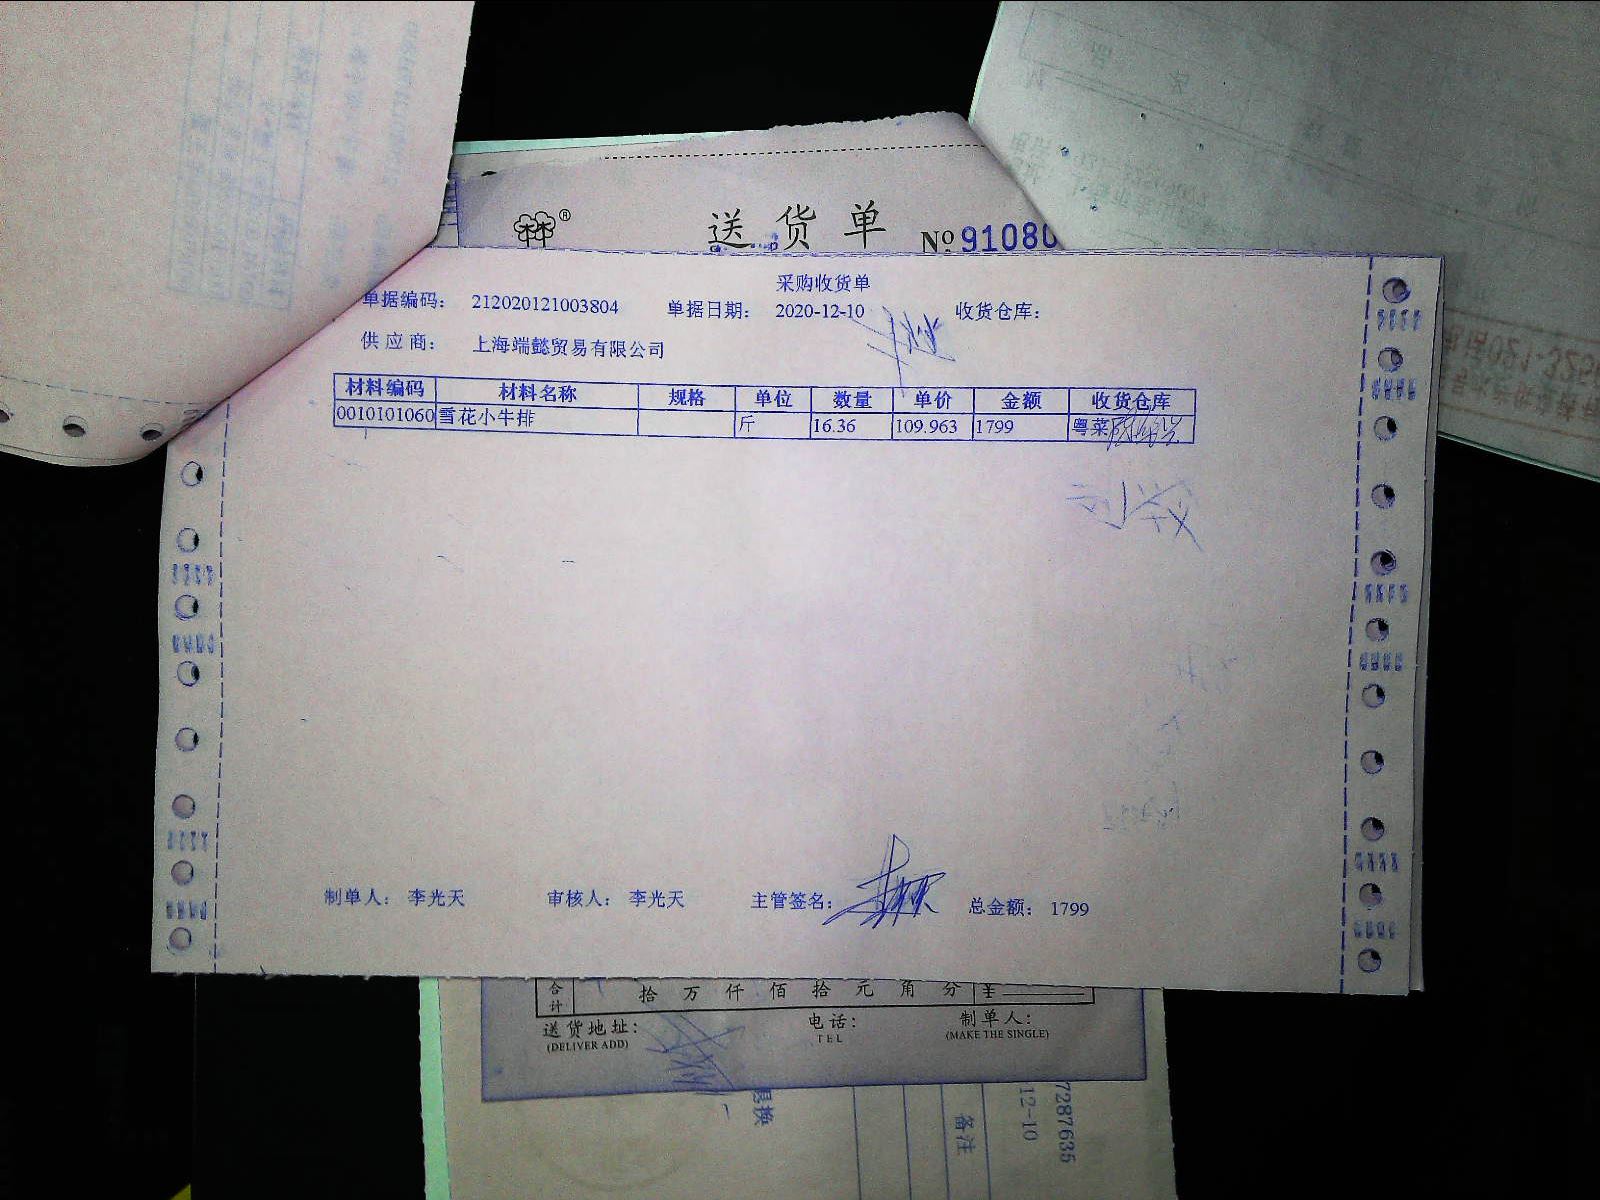 ® 送 货 单 № 91080
采购收货单
单据编码： 212020121003804 单据日期： 2020-12-10 收货仓库：
供 应 商： 上海端懿贸易有限公司
材料编码 材料名称 规格 单位 数量 单价 金额 收货仓库
0010101060 雪花小牛排 斤 16.36 109.963 1799 粤菜
制单人： 李光天 审核人： 李光天 主管签名： 总金额： 1799
合计 拾 万 仟 佰 拾 元 角 分 ¥
送货地址： 电话： 制单人：
(DELIVER ADD) TEL (MAKE THE SINGLE)
退换
备注
12-10
7287635